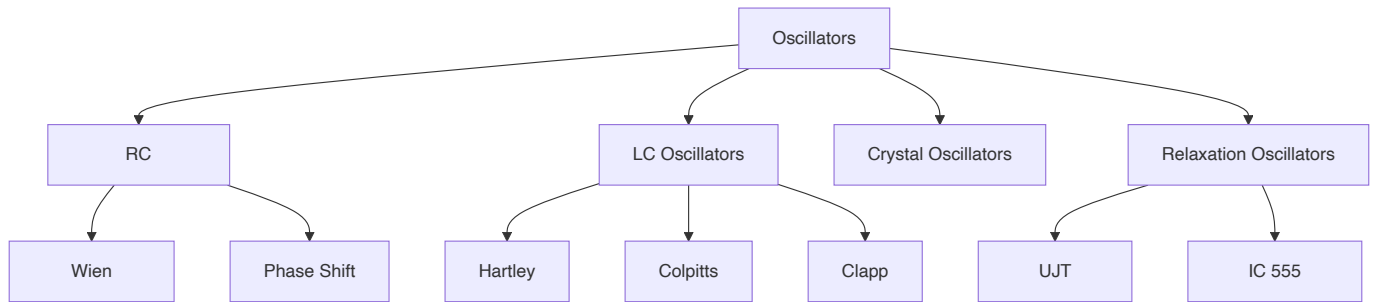 Oscillators
RC
LC Oscillators
Crystal Oscillators
Relaxation Oscillators
Wien
Phase Shift
Hartley
Colpitts
Clapp
UJT
IC 555